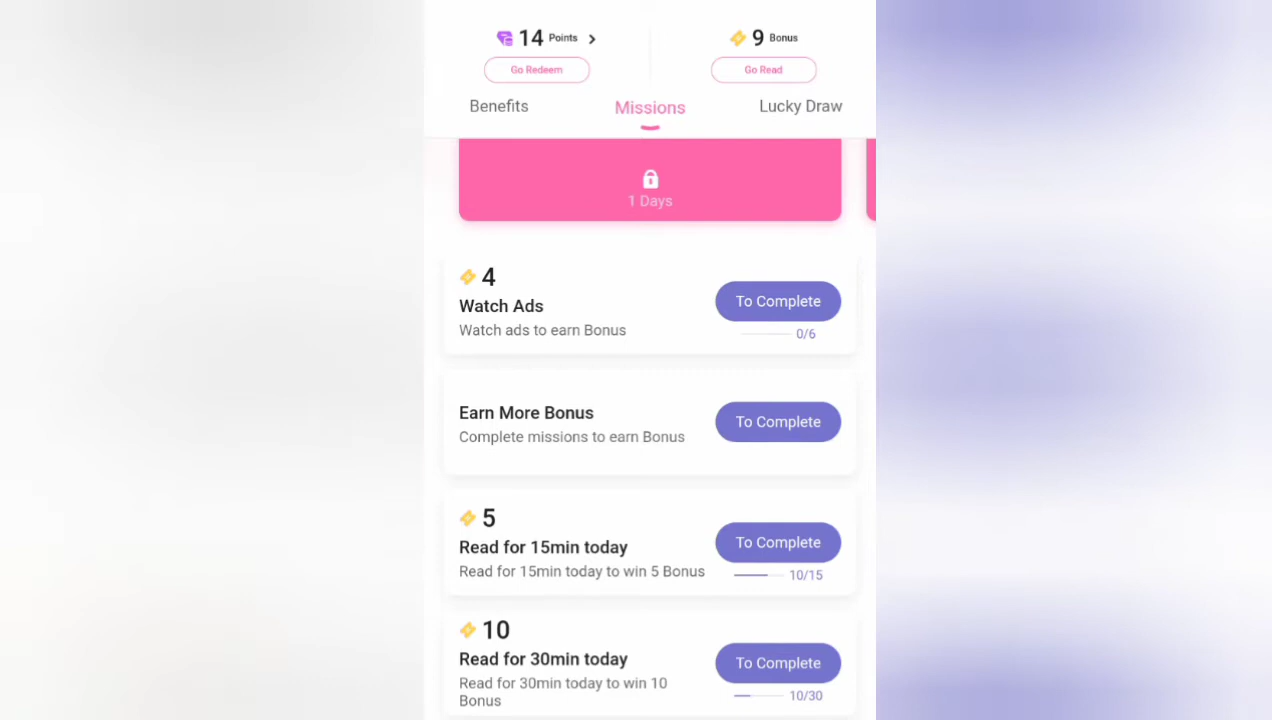 14 Points >
9 Bonus
Go Redeem
Go Read
Benefits
Missions
Lucky Draw
1 Days
4
Watch Ads
Watch ads to earn Bonus
To Complete
0/6
Earn More Bonus
Complete missions to earn Bonus
To Complete
5
Read for 15min today
Read for 15min today to win 5 Bonus
To Complete
10/15
10
Read for 30min today
Read for 30min today to win 10
Bonus
To Complete
10/30